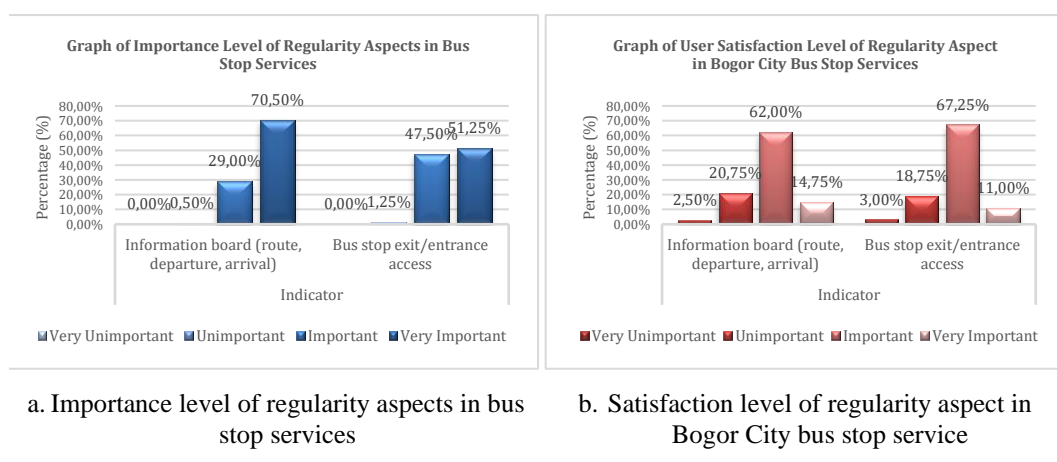 Graph of Importance Level of Regularity Aspects in Bus
Stop Services
80,00%
70,00%
60,00%
50,00%
40,00%
30,00%
20,00%
10,00%
0,00%
Percentage (%)
0,00%
0,50%
29,00%
70,50%
0,00%
1,25%
47,50%
51,25%
Information board (route,
departure, arrival)
Bus stop exit/entrance
access
Indicator
Very Unimportant Unimportant Important Very Important
Graph of User Satisfaction Level of Regularity Aspect
in Bogor City Bus Stop Services
80,00%
70,00%
60,00%
50,00%
40,00%
30,00%
20,00%
10,00%
0,00%
Percentage (%)
2,50%
20,75%
62,00%
14,75%
3,00%
18,75%
67,25%
11,00%
Information board (route,
departure, arrival)
Bus stop exit/entrance
access
Indicator
Very Unimportant Unimportant Important Very Important
a. Importance level of regularity aspects in bus
stop services
b. Satisfaction level of regularity aspect in
Bogor City bus stop service